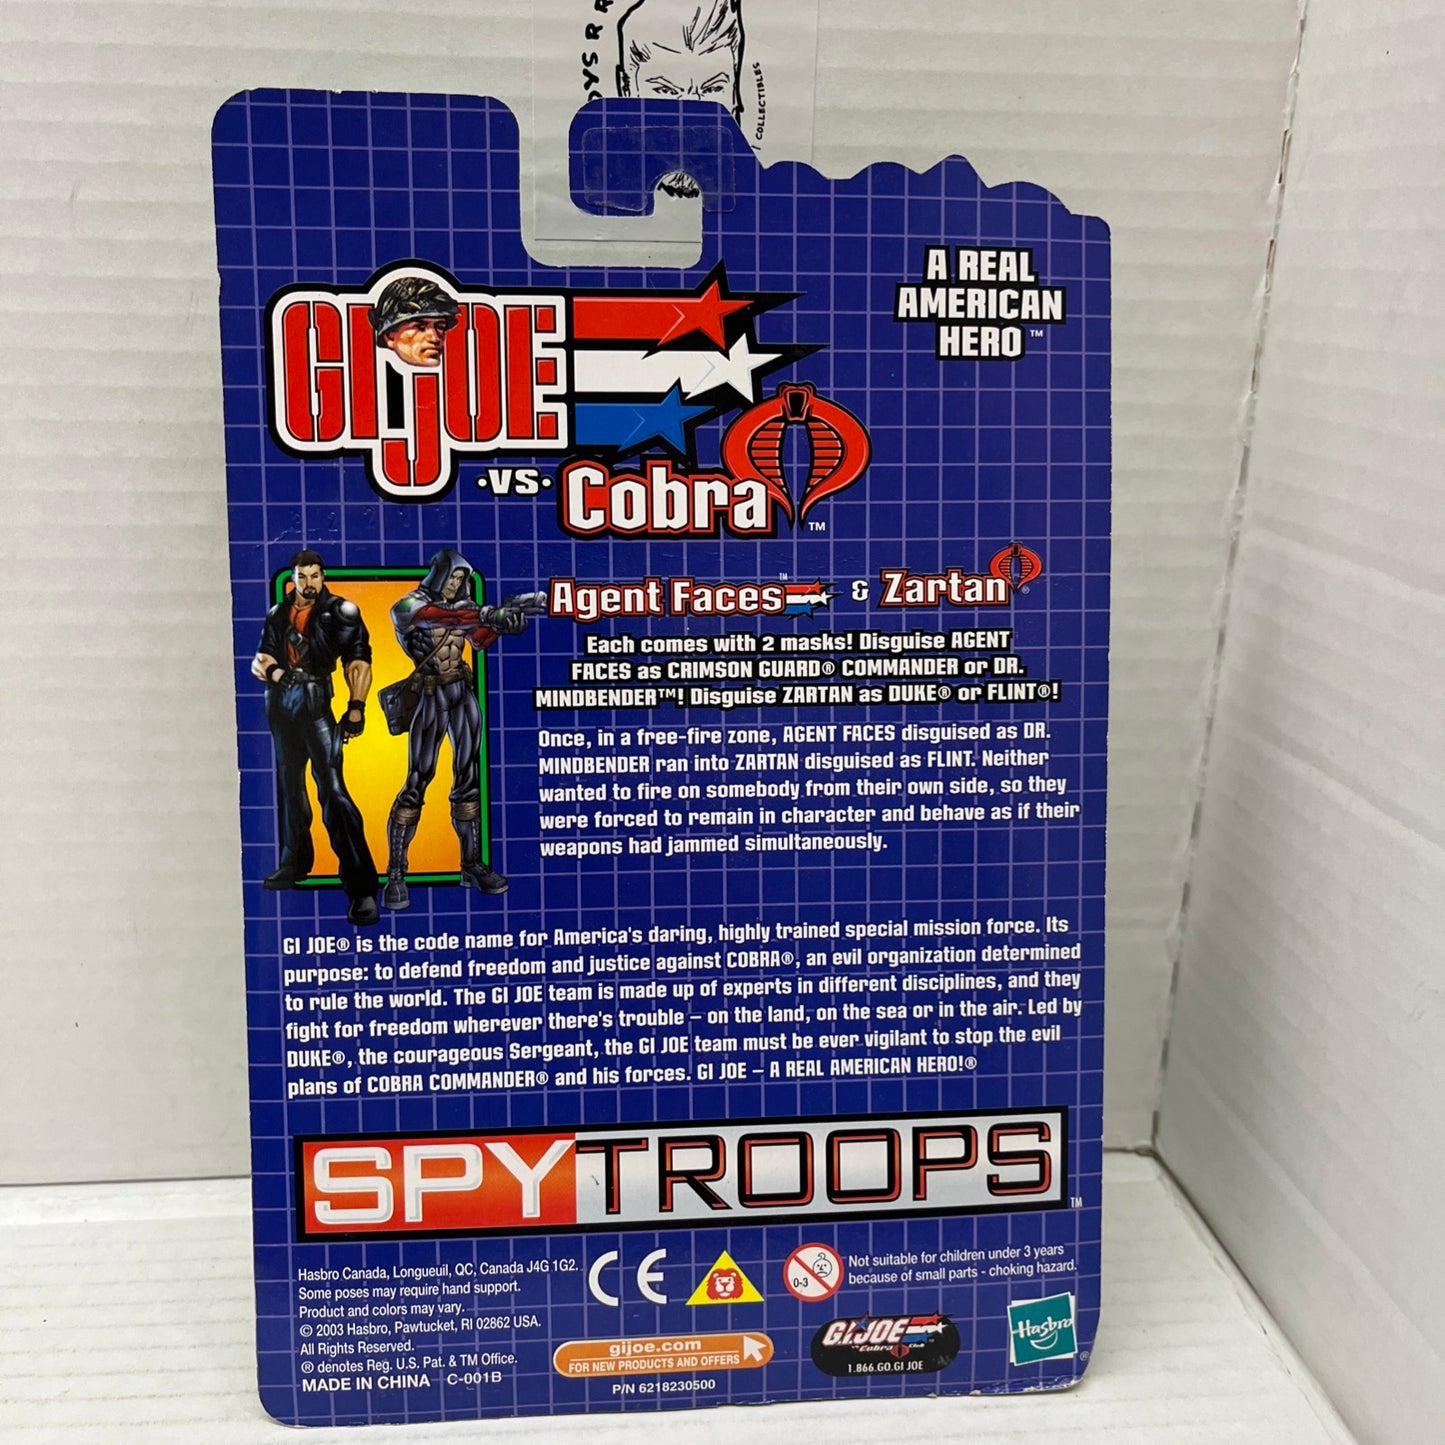 COLLECTIBLES
A REAL
AMERICAN
HERO™
GI JOE
•VS•
Cobra™
Agent Faces™ & Zartan®
Each comes with 2 masks! Disguise AGENT
FACES as CRIMSON GUARD® COMMANDER or DR.
MINDBENDER™! Disguise ZARTAN as DUKE® or FLINT®!
Once, in a free-fire zone, AGENT FACES disguised as DR.
MINDBENDER ran into ZARTAN disguised as FLINT. Neither
wanted to fire on somebody from their own side, so they
were forced to remain in character and behave as if their
weapons had jammed simultaneously.
GI JOE® is the code name for America's daring, highly trained special mission force. Its
purpose: to defend freedom and justice against COBRA®, an evil organization determined
to rule the world. The GI JOE team is made up of experts in different disciplines, and they
fight for freedom wherever there's trouble – on the land, on the sea or in the air. Led by
DUKE®, the courageous Sergeant, the GI JOE team must be ever vigilant to stop the evil
plans of COBRA COMMANDER® and his forces. GI JOE – A REAL AMERICAN HERO!®
SPYTROOPS™
Hasbro Canada, Longueuil, QC, Canada J4G 1G2.
Some poses may require hand support.
Product and colors may vary.
© 2003 Hasbro, Pawtucket, RI 02862 USA.
All Rights Reserved.
® denotes Reg. U.S. Pat. & TM Office.
MADE IN CHINA C-001B
CE
0-3
Not suitable for children under 3 years
because of small parts - choking hazard.
gijoe.com
FOR NEW PRODUCTS AND OFFERS
P/N 6218230500
G.I. JOE
vs Cobra Club
1.866.GO.GI JOE
Hasbro®